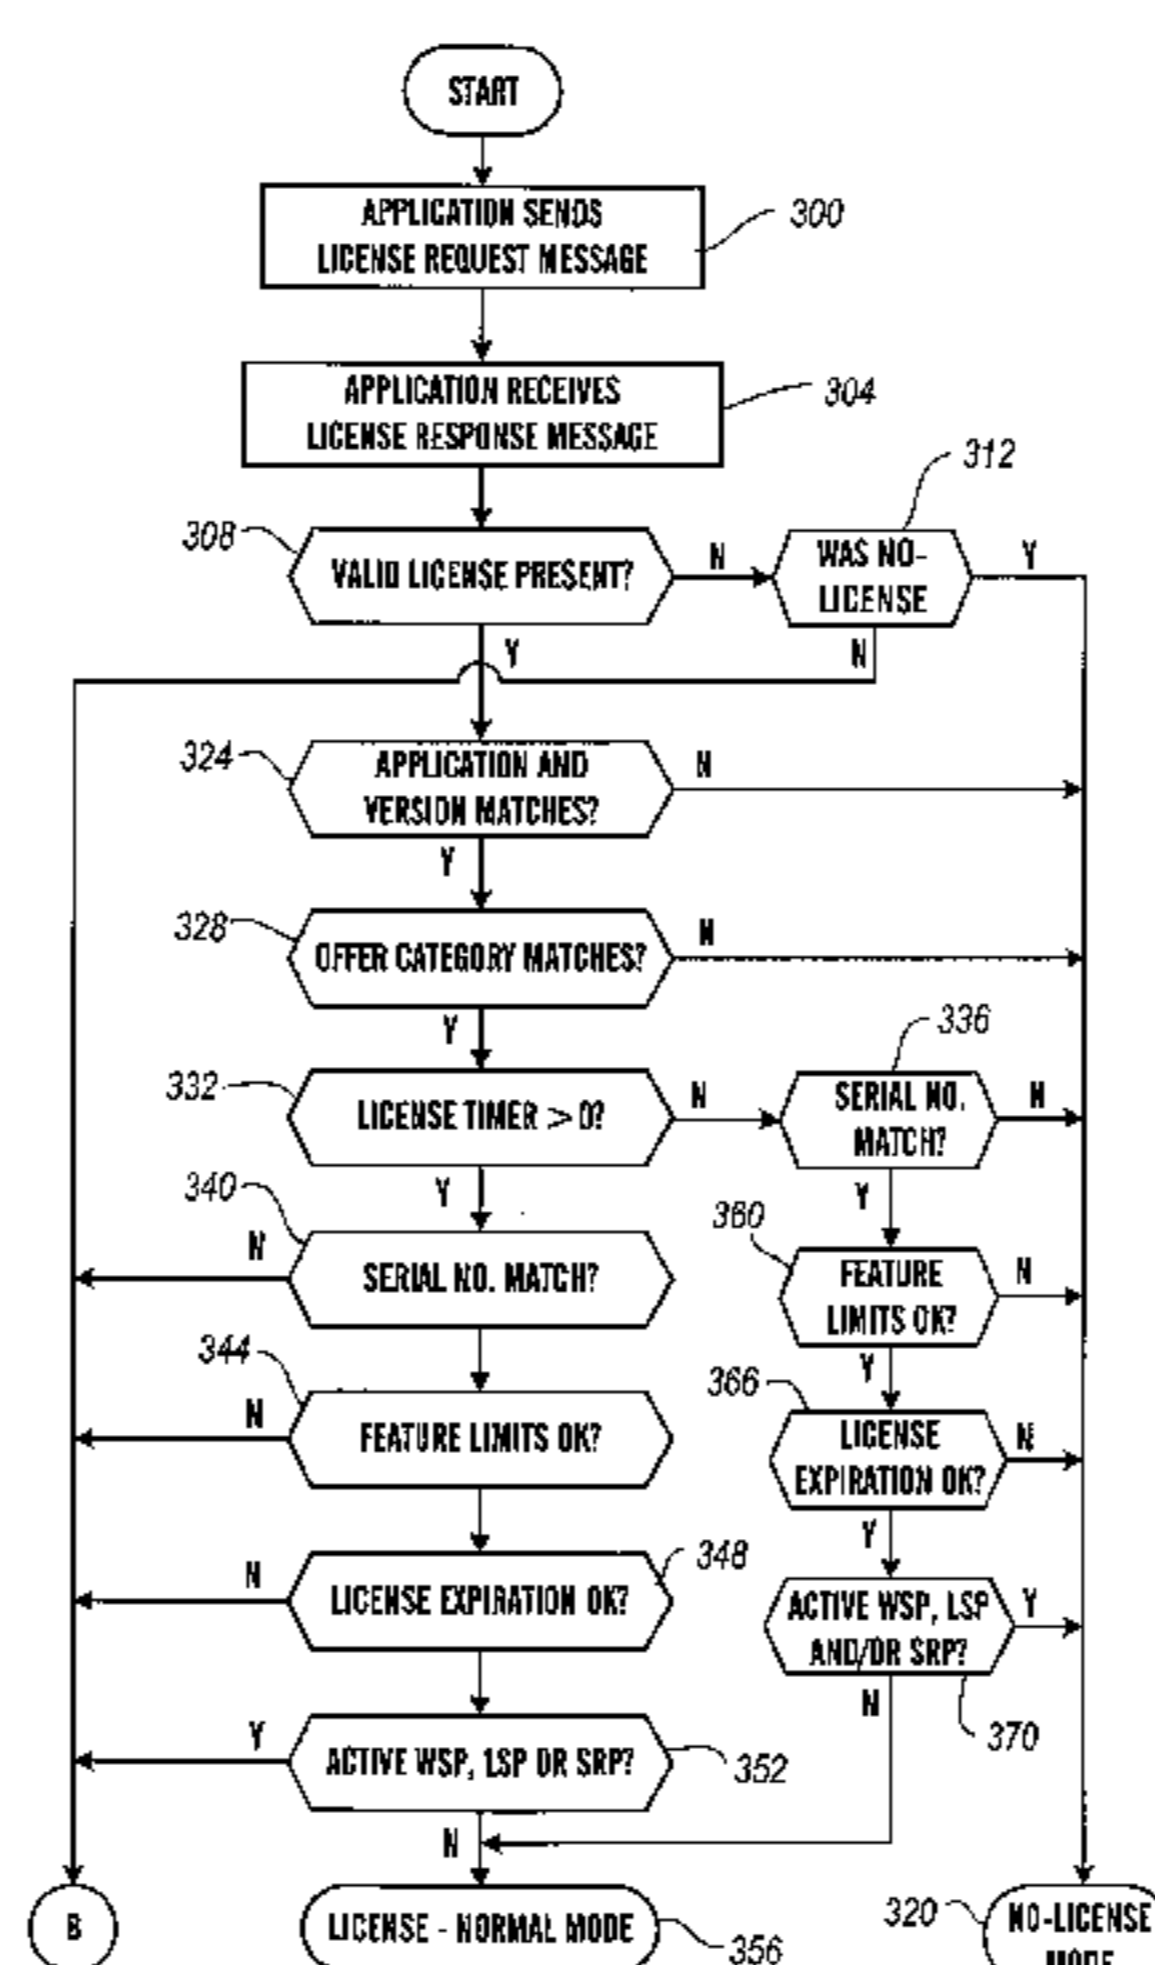 START
APPLICATION SENDS
LICENSE REQUEST MESSAGE
300
APPLICATION RECEIVES
LICENSE RESPONSE MESSAGE
304
308
VALID LICENSE PRESENT?
N
312
WAS NO-
LICENSE
Y
Y
N
324
APPLICATION AND
VERSION MATCHES?
N
Y
328
OFFER CATEGORY MATCHES?
N
Y
332
LICENSE TIMER > 0?
N
336
SERIAL NO.
MATCH?
N
Y
340
N
SERIAL NO. MATCH?
Y
360
FEATURE
LIMITS OK?
N
344
N
FEATURE LIMITS OK?
Y
366
LICENSE
EXPIRATION OK?
N
N
LICENSE EXPIRATION OK?
348
Y
ACTIVE WSP, LSP
AND/OR SRP?
Y
N
370
Y
ACTIVE WSP, LSP OR SRP?
352
N
B
LICENSE - NORMAL MODE
356
320
NO-LICENSE
MODE